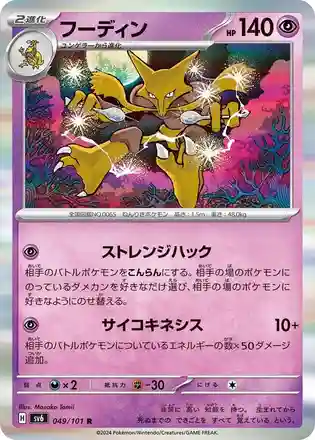 2進化
フーディン
HP 140
ユンゲラーから進化
全国図鑑NO.0065 ねんりきポケモン 高さ：1.5m 重さ：48.0kg
ストレンジハック
相手のバトルポケモンをこんらんにする。相手の場のポケモン
にのっているダメカンを好きなだけ選び、相手の場のポケモンに
好きなようにのせ替える。
サイコキネシス 10+
相手のバトルポケモンについているエネルギーの数×50ダメージ
追加。
弱点 ×2 抵抗力 -30 にげる
Illus. Masako Tomii
H SV6 049/101 R
©2024 Pokémon/Nintendo/Creatures/GAME FREAK.